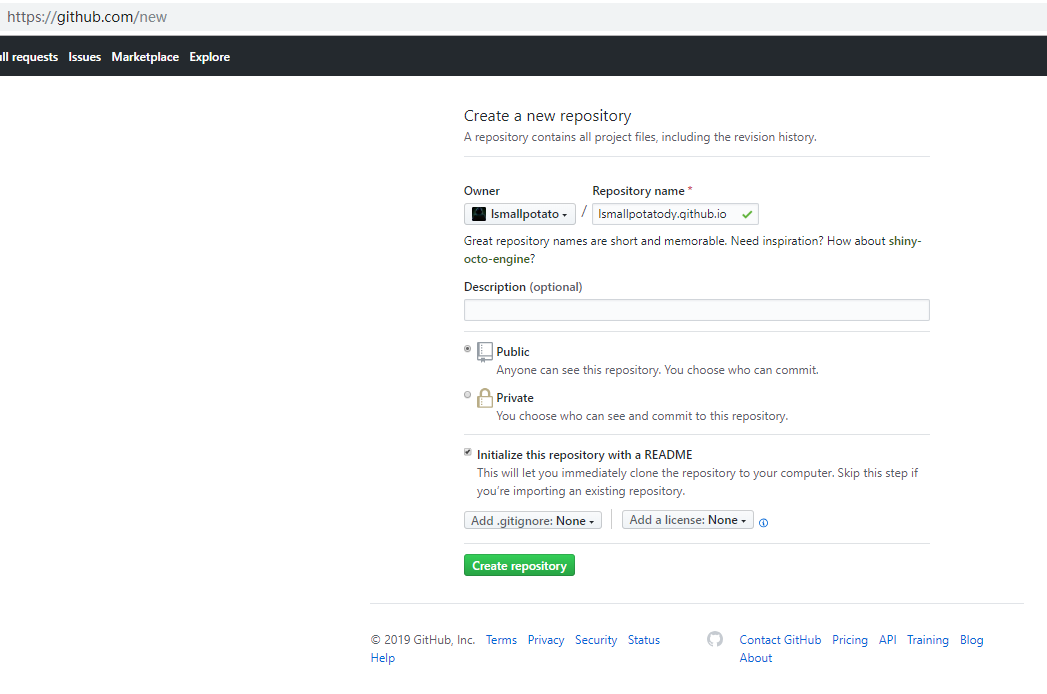 https://github.com/new
ll requests Issues Marketplace Explore
Create a new repository
A repository contains all project files, including the revision history.
Owner Repository name *
lsmallpotato / lsmallpotatody.github.io
Great repository names are short and memorable. Need inspiration? How about shiny-
octo-engine?
Description (optional)
Public
Anyone can see this repository. You choose who can commit.
Private
You choose who can see and commit to this repository.
Initialize this repository with a README
This will let you immediately clone the repository to your computer. Skip this step if
you're importing an existing repository.
Add .gitignore: None Add a license: None
Create repository
© 2019 GitHub, Inc. Terms Privacy Security Status Contact GitHub Pricing API Training Blog
Help About